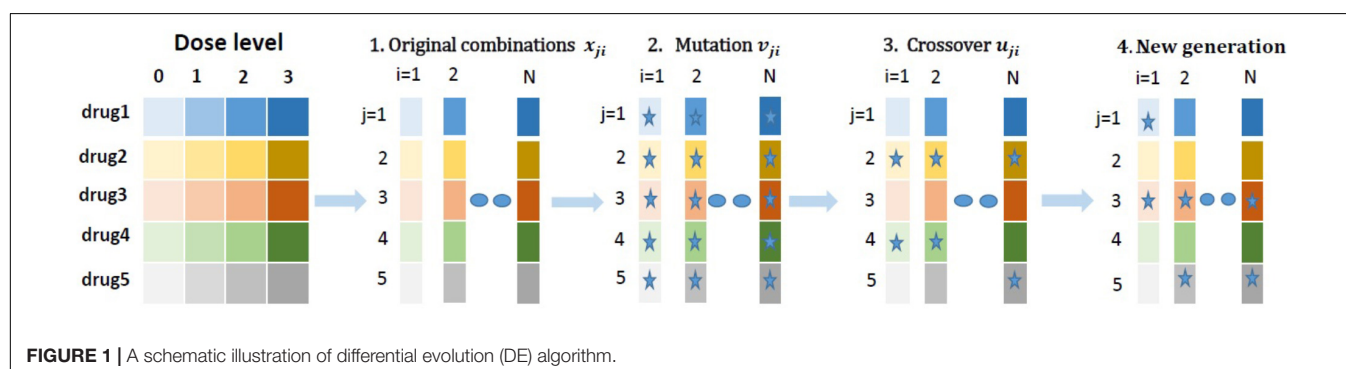 Dose level 1. Original combinations x_ji 2. Mutation v_ji 3. Crossover u_ji 4. New generation
0 1 2 3 i=1 2 N i=1 2 N i=1 2 N i=1 2 N
drug1 j=1 j=1 j=1 j=1
drug2 2 2 2 2
drug3 3 3 3 3
drug4 4 4 4 4
drug5 5 5 5 5
FIGURE 1 | A schematic illustration of differential evolution (DE) algorithm.